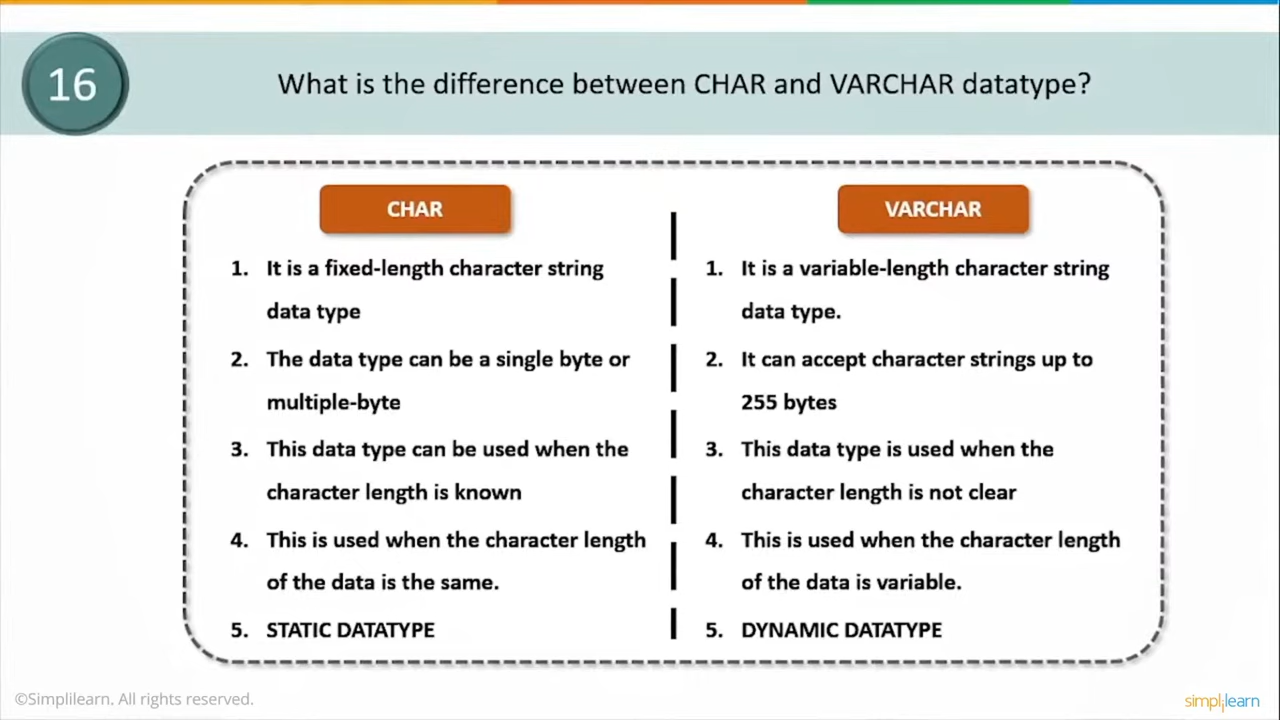 16
What is the difference between CHAR and VARCHAR datatype?
CHAR
1. It is a fixed-length character string
data type
2. The data type can be a single byte or
multiple-byte
3. This data type can be used when the
character length is known
4. This is used when the character length
of the data is the same.
5. STATIC DATATYPE
VARCHAR
1. It is a variable-length character string
data type.
2. It can accept character strings up to
255 bytes
3. This data type is used when the
character length is not clear
4. This is used when the character length
of the data is variable.
5. DYNAMIC DATATYPE
©Simplilearn. All rights reserved.
simplilearn